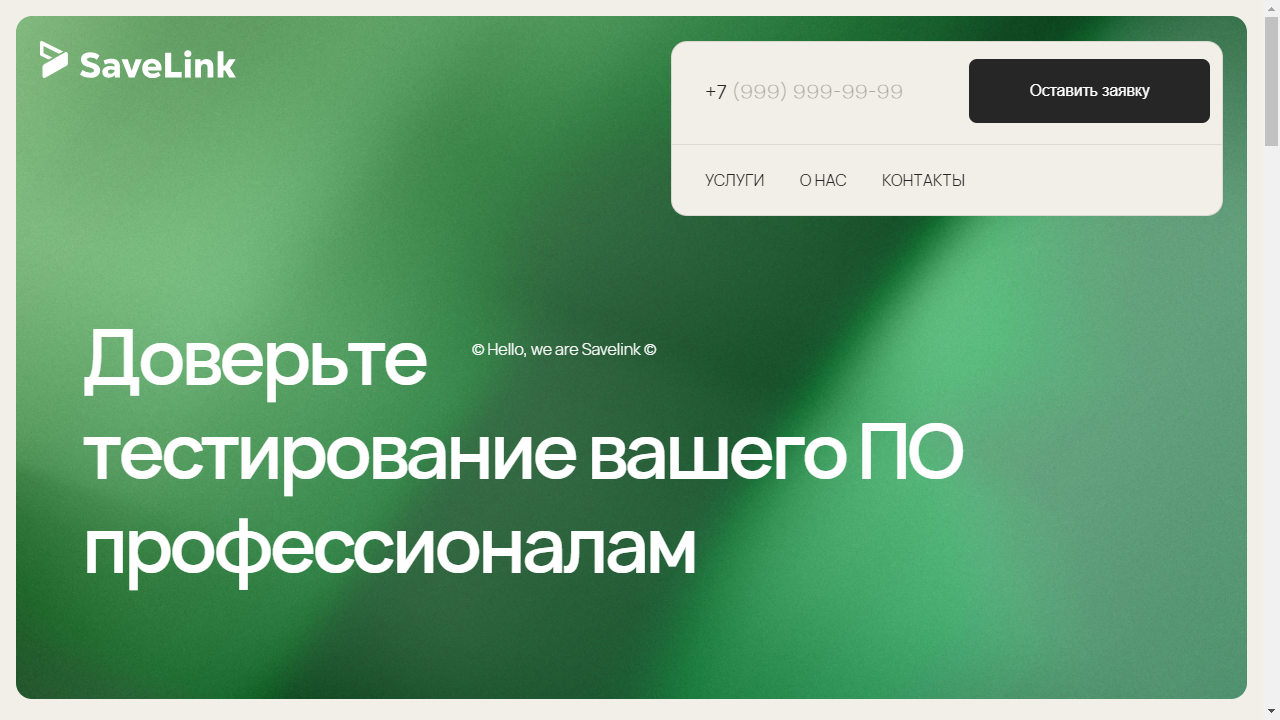 SaveLink
+7 (999) 999-99-99
Оставить заявку
УСЛУГИ О НАС КОНТАКТЫ
Доверьте
© Hello, we are Savelink ©
тестирование вашего ПО
профессионалам